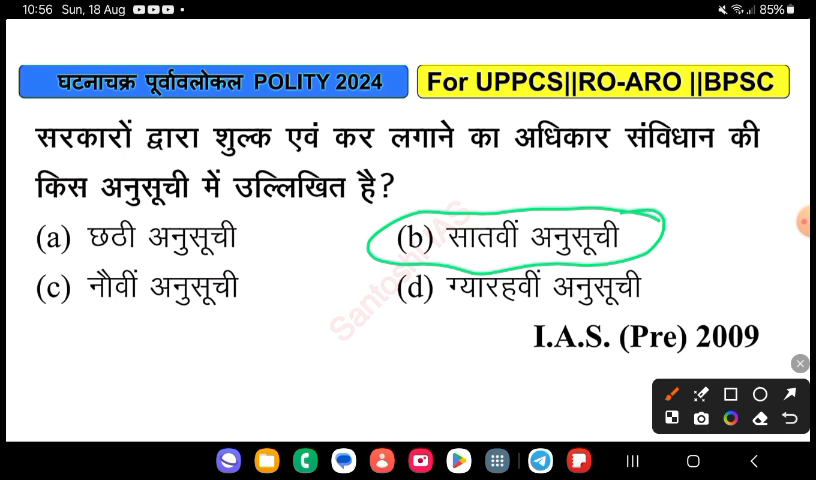 10:56 Sun, 18 Aug 85%
घटनाचक्र पूर्वावलोकल POLITY 2024 For UPPCS||RO-ARO ||BPSC
सरकारों द्वारा शुल्क एवं कर लगाने का अधिकार संविधान की
किस अनुसूची में उल्लिखित है?
(a) छठी अनुसूची (b) सातवीं अनुसूची
(c) नौवीं अनुसूची (d) ग्यारहवीं अनुसूची
I.A.S. (Pre) 2009